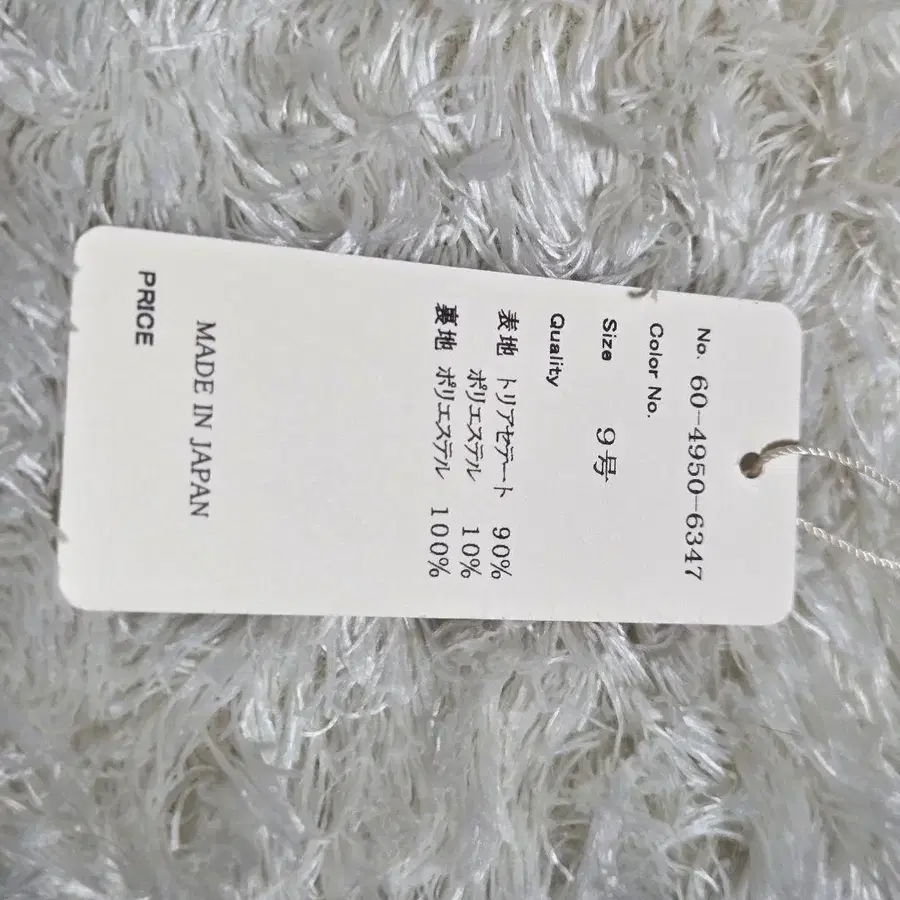 No. 60-4950-6347
Color No.
Size 9号
Quality
表地 トリアセテート 90%
ポリエステル 10%
裏地 ポリエステル 100%
MADE IN JAPAN
PRICE